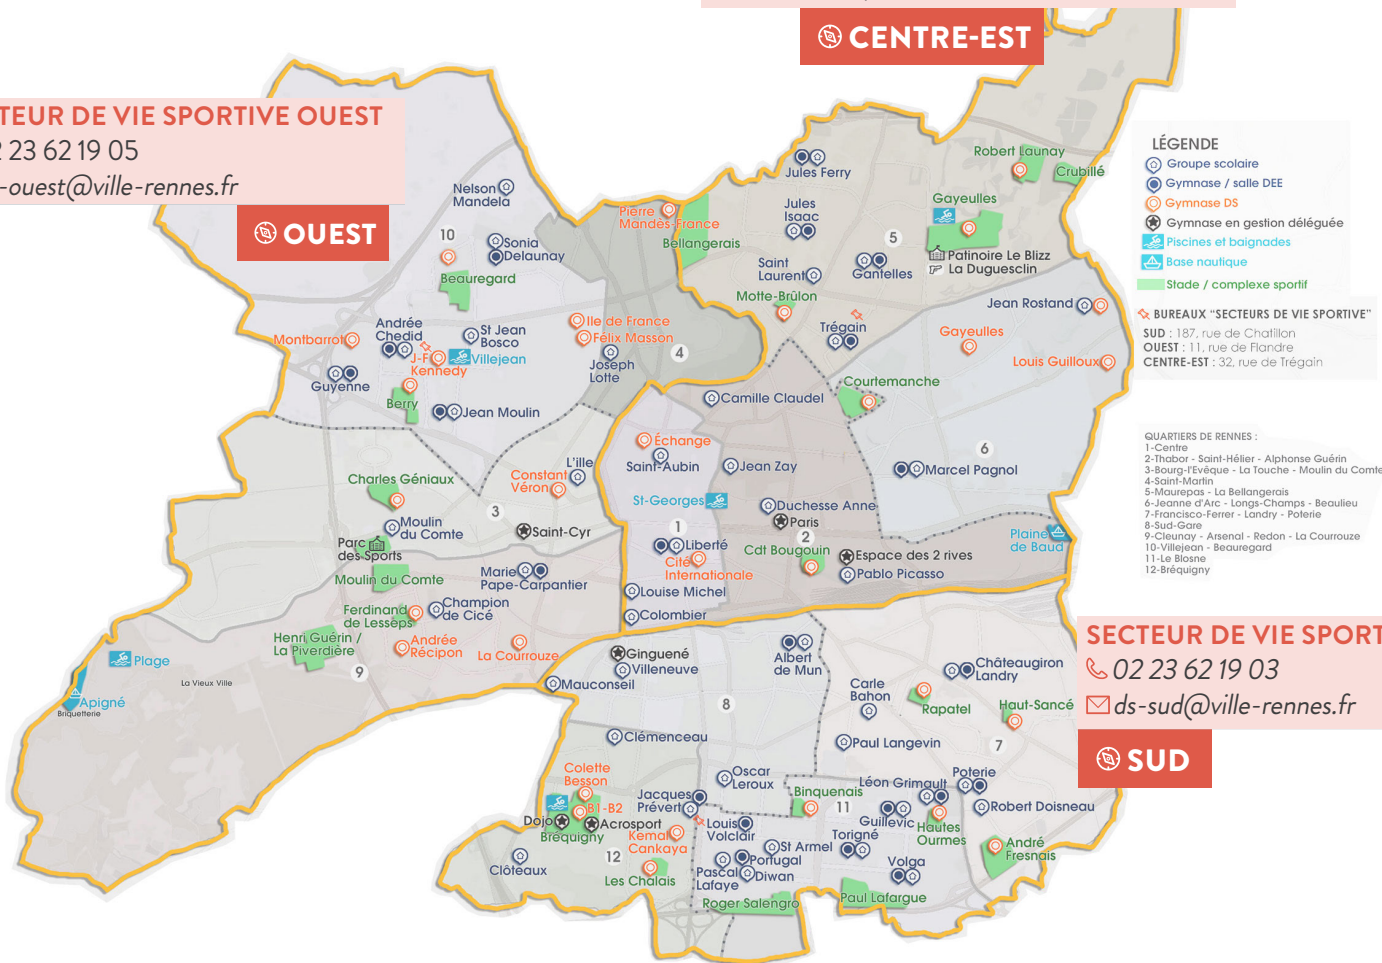 CENTRE-EST
TEUR DE VIE SPORTIVE OUEST
2 23 62 19 05
-ouest@ville-rennes.fr
OUEST
LÉGENDE
Groupe scolaire
Gymnase / salle DEE
Gymnase DS
Gymnase en gestion déléguée
Piscines et baignades
Base nautique
Stade / complexe sportif
BUREAUX "SECTEURS DE VIE SPORTIVE"
SUD : 187, rue de Chatillon
OUEST : 11, rue de Flandre
CENTRE-EST : 32, rue de Trégain
QUARTIERS DE RENNES :
1-Centre
2-Thabor - Saint-Hélier - Alphonse Guérin
3-Bourg-l'Evêque - La Touche - Moulin du Comte
4-Saint-Martin
5-Maurepas - La Bellangerais
6-Jeanne d'Arc - Longs-Champs - Beaulieu
7-Francisco-Ferrer - Landry - Poterie
8-Sud-Gare
9-Cleunay - Arsenal - Redon - La Courrouze
10-Villejean - Beauregard
11-Le Blosne
12-Bréquigny
SECTEUR DE VIE SPORT
02 23 62 19 03
ds-sud@ville-rennes.fr
SUD
Nelson
Mandela
10
Sonia
Delaunay
Beauregard
Andrée
Chedid
St Jean
Bosco
Montbarrot
J-F
Kennedy
Villejean
Guyenne
Berry
Jean Moulin
Ile de France
Félix Masson
Joseph
Lotte
4
Pierre
Mandès-France
Bellangerais
Jules Ferry
Jules
Isaac
5
Saint
Laurent
Gantelles
Motte-Brûlon
Trégain
Robert Launay
Crubillé
Gayeulles
Patinoire Le Blizz
La Duguesclin
Jean Rostand
Gayeulles
Louis Guilloux
Courtemanche
6
Marcel Pagnol
Camille Claudel
Échange
Saint-Aubin
Jean Zay
St-Georges
Duchesse Anne
Paris
1
2
Liberté
Cité
Internationale
Cdt Bougouin
Espace des 2 rives
Pablo Picasso
Louise Michel
Colombier
Plaine
de Baud
Charles Géniaux
L'ille
Constant
Véron
3
Moulin
du Comte
Saint-Cyr
Parc
des Sports
Moulin du Comte
Marie
Pape-Carpantier
Ferdinand
de Lesseps
Champion
de Cicé
Henri Guérin /
La Piverdière
Andrée
Récipon
La Courrouze
9
Plage
La Vieux Ville
Apigné
Briquetterie
Ginguené
Villeneuve
Mauconseil
Albert
de Mun
8
Clémenceau
Carle
Bahon
Châteaugiron
Landry
Rapatel
Haut-Sancé
Paul Langevin
7
Colette
Besson
B1-B2
Dojo
Acrosport
Bréquigny
Jacques
Prévert
Oscar
Leroux
Kemal
Cankaya
12
Clôteaux
Les Chalais
Louis
Volclair
Binquenais
11
Léon Grimault
Poterie
Robert Doisneau
Guillevic
Hautes
Ourmes
Torigné
St Armel
Portugal
Pascal
Lafaye
Diwan
Volga
André
Fresnais
Roger Salengro
Paul Lafargue